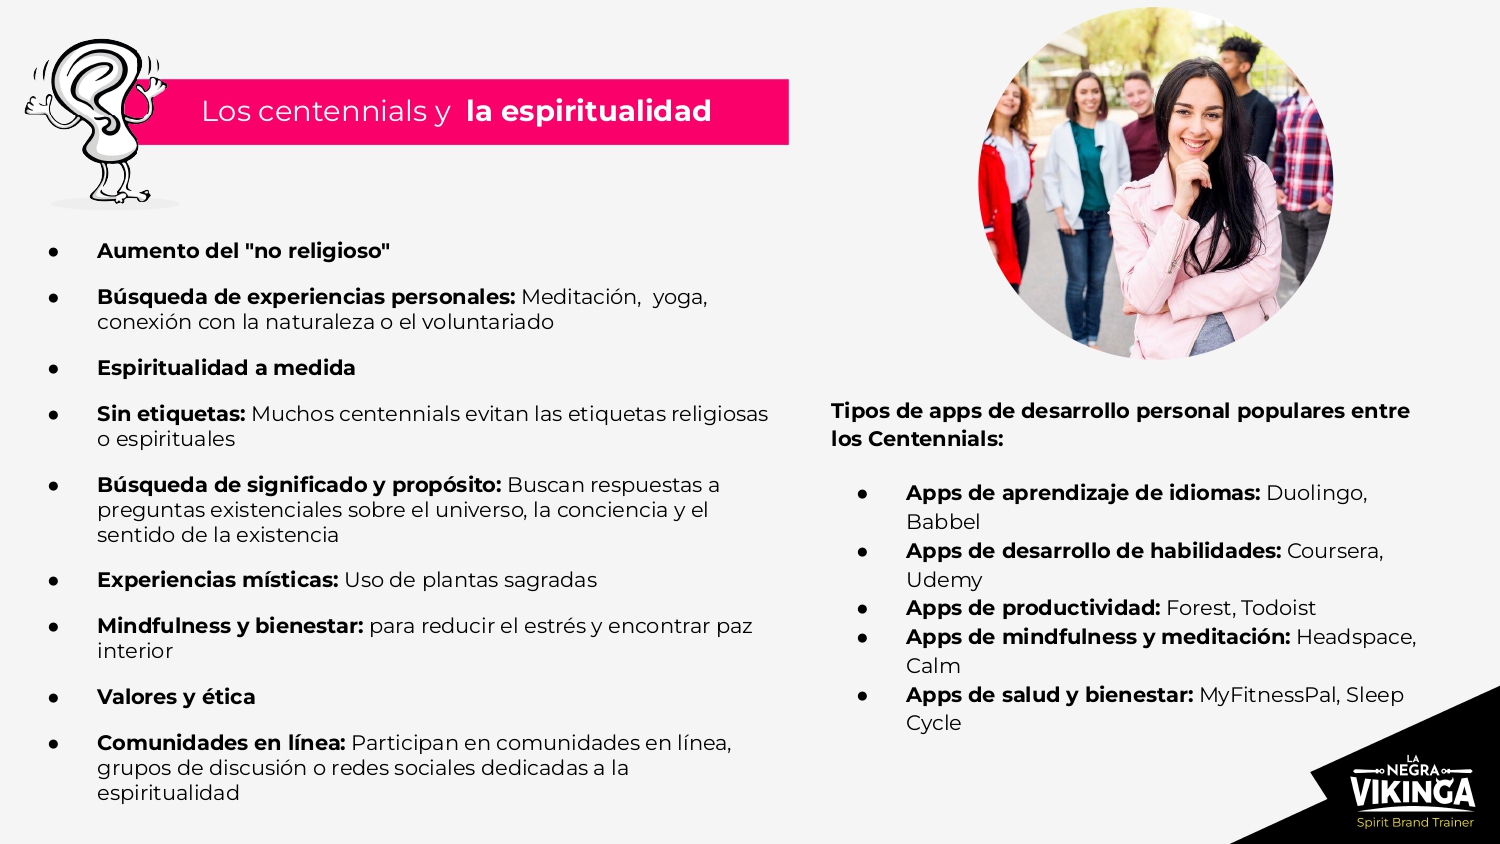 Los centennials y la espiritualidad
● Aumento del "no religioso"
● Búsqueda de experiencias personales: Meditación, yoga,
conexión con la naturaleza o el voluntariado
● Espiritualidad a medida
● Sin etiquetas: Muchos centennials evitan las etiquetas religiosas
o espirituales
● Búsqueda de significado y propósito: Buscan respuestas a
preguntas existenciales sobre el universo, la conciencia y el
sentido de la existencia
● Experiencias místicas: Uso de plantas sagradas
● Mindfulness y bienestar: para reducir el estrés y encontrar paz
interior
● Valores y ética
● Comunidades en línea: Participan en comunidades en línea,
grupos de discusión o redes sociales dedicadas a la
espiritualidad
Tipos de apps de desarrollo personal populares entre
los Centennials:
● Apps de aprendizaje de idiomas: Duolingo,
Babbel
● Apps de desarrollo de habilidades: Coursera,
Udemy
● Apps de productividad: Forest, Todoist
● Apps de mindfulness y meditación: Headspace,
Calm
● Apps de salud y bienestar: MyFitnessPal, Sleep
Cycle
LA
NEGRA
VIKINGA
Spirit Brand Trainer